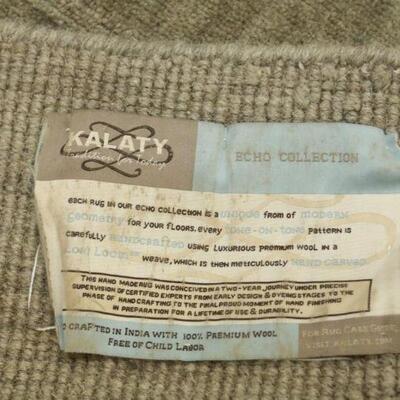 KALATY
tradition for today
ECHO COLLECTION
EACH RUG IN OUR ECHO COLLECTION IS A UNIQUE FROM OF MODERN
GEOMETRY FOR YOUR FLOORS. EVERY TONE-ON-TONE PATTERN IS
CAREFULLY HANDCRAFTED USING LUXURIOUS PREMIUM WOOL IN A
LOOM WEAVE, WHICH IS THEN METICULOUSLY HAND CARVED.
THIS HAND MADE RUG WAS CONCEIVED IN A TWO-YEAR JOURNEY UNDER PRECISE
SUPERVISION OF CERTIFIED EXPERTS FROM EARLY DESIGN & DYEING STAGES TO THE
PHASE OF HAND CRAFTING TO THE FINAL PROUD MOMENT OF HAND FINISHING
IN PREPARATION FOR A LIFETIME OF USE & DURABILITY.
D CRAFTED IN INDIA WITH 100% PREMIUM WOOL
FREE OF CHILD LABOR
FOR RUG CARE
VISIT KALATY.COM